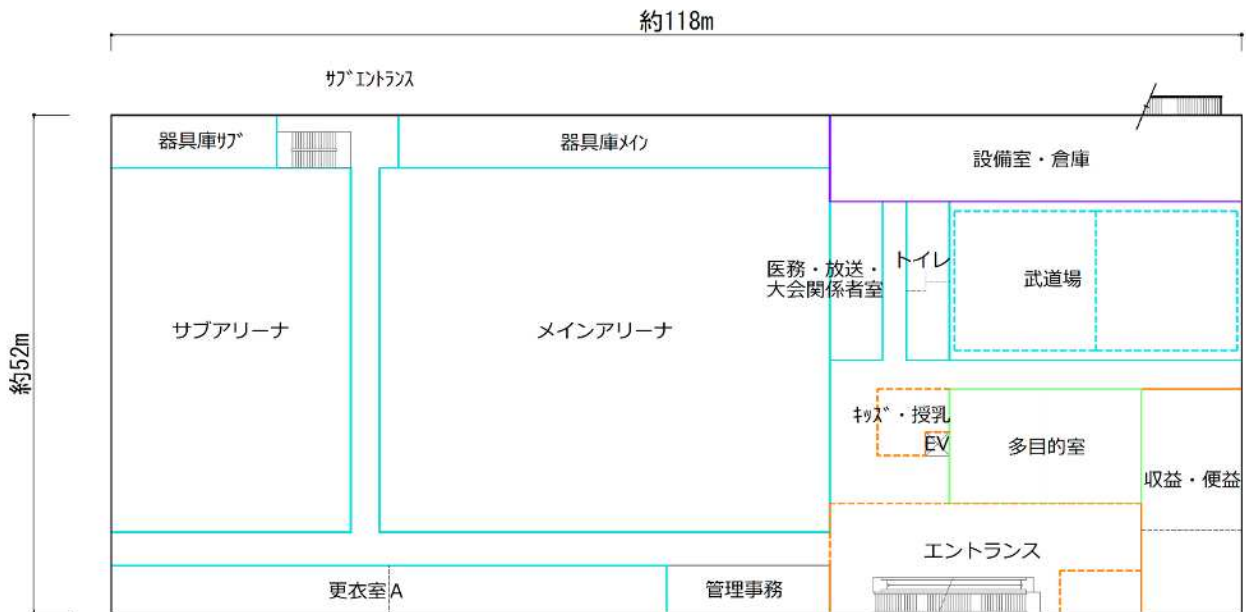 約118m
サブエントランス
器具庫サブ
器具庫メイン
設備室・倉庫
医務・放送・
大会関係者室
トイレ
武道場
サブアリーナ
メインアリーナ
約52m
キッズ・授乳
EV
多目的室
収益・便益
エントランス
更衣室A
管理事務